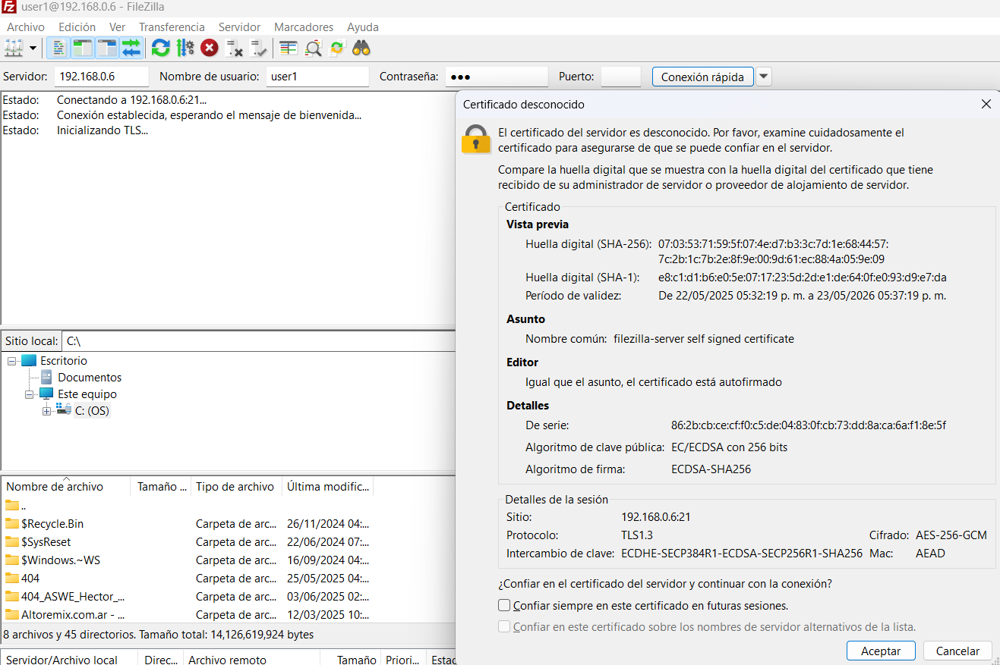 user1@192.168.0.6 - FileZilla
Archivo Edición Ver Transferencia Servidor Marcadores Ayuda
Servidor: 192.168.0.6 Nombre de usuario: user1 Contraseña: ●●● Puerto: Conexión rápida
Estado: Conectando a 192.168.0.6:21...
Estado: Conexión establecida, esperando el mensaje de bienvenida...
Estado: Inicializando TLS...
Sitio local: C:\
Escritorio
Documentos
Este equipo
C: (OS)
Nombre de archivo Tamaño ... Tipo de archivo Última modific...
..
$Recycle.Bin Carpeta de arc... 26/11/2024 04:...
$SysReset Carpeta de arc... 22/06/2024 07:...
$Windows.~WS Carpeta de arc... 16/09/2024 04:...
404 Carpeta de arc... 25/05/2025 04:...
404_ASWE_Hector_... Carpeta de arc... 03/06/2025 02:...
Altoremix.com.ar - ... Carpeta de arc... 12/03/2025 10:...
8 archivos y 45 directorios. Tamaño total: 14,126,619,924 bytes
Servidor/Archivo local Direc... Archivo remoto Tamaño Priori... Estad
Certificado desconocido
El certificado del servidor es desconocido. Por favor, examine cuidadosamente el
certificado para asegurarse de que se puede confiar en el servidor.
Compare la huella digital que se muestra con la huella digital del certificado que tiene
recibido de su administrador de servidor o proveedor de alojamiento de servidor.
Certificado
Vista previa
Huella digital (SHA-256): 07:03:53:71:59:5f:07:4e:d7:b3:3c:7d:1e:68:44:57:
7c:2b:1c:7b:2e:8f:9e:00:9d:61:ec:88:4a:05:9e:09
Huella digital (SHA-1): e8:c1:d1:b6:e0:5e:07:17:23:5d:2d:e1:de:64:0f:e0:93:d9:e7:da
Período de validez: De 22/05/2025 05:32:19 p. m. a 23/05/2026 05:37:19 p. m.
Asunto
Nombre común: filezilla-server self signed certificate
Editor
Igual que el asunto, el certificado está autofirmado
Detalles
De serie: 86:2b:cb:ce:cf:f0:c5:de:04:83:0f:cb:73:dd:8a:ca:6a:f1:8e:5f
Algoritmo de clave pública: EC/ECDSA con 256 bits
Algoritmo de firma: ECDSA-SHA256
Detalles de la sesión
Sitio: 192.168.0.6:21
Protocolo: TLS1.3 Cifrado: AES-256-GCM
Intercambio de clave: ECDHE-SECP384R1-ECDSA-SECP256R1-SHA256 Mac: AEAD
¿Confiar en el certificado del servidor y continuar con la conexión?
Confiar siempre en este certificado en futuras sesiones.
Confiar en este certificado sobre los nombres de servidor alternativos de la lista.
Aceptar Cancelar